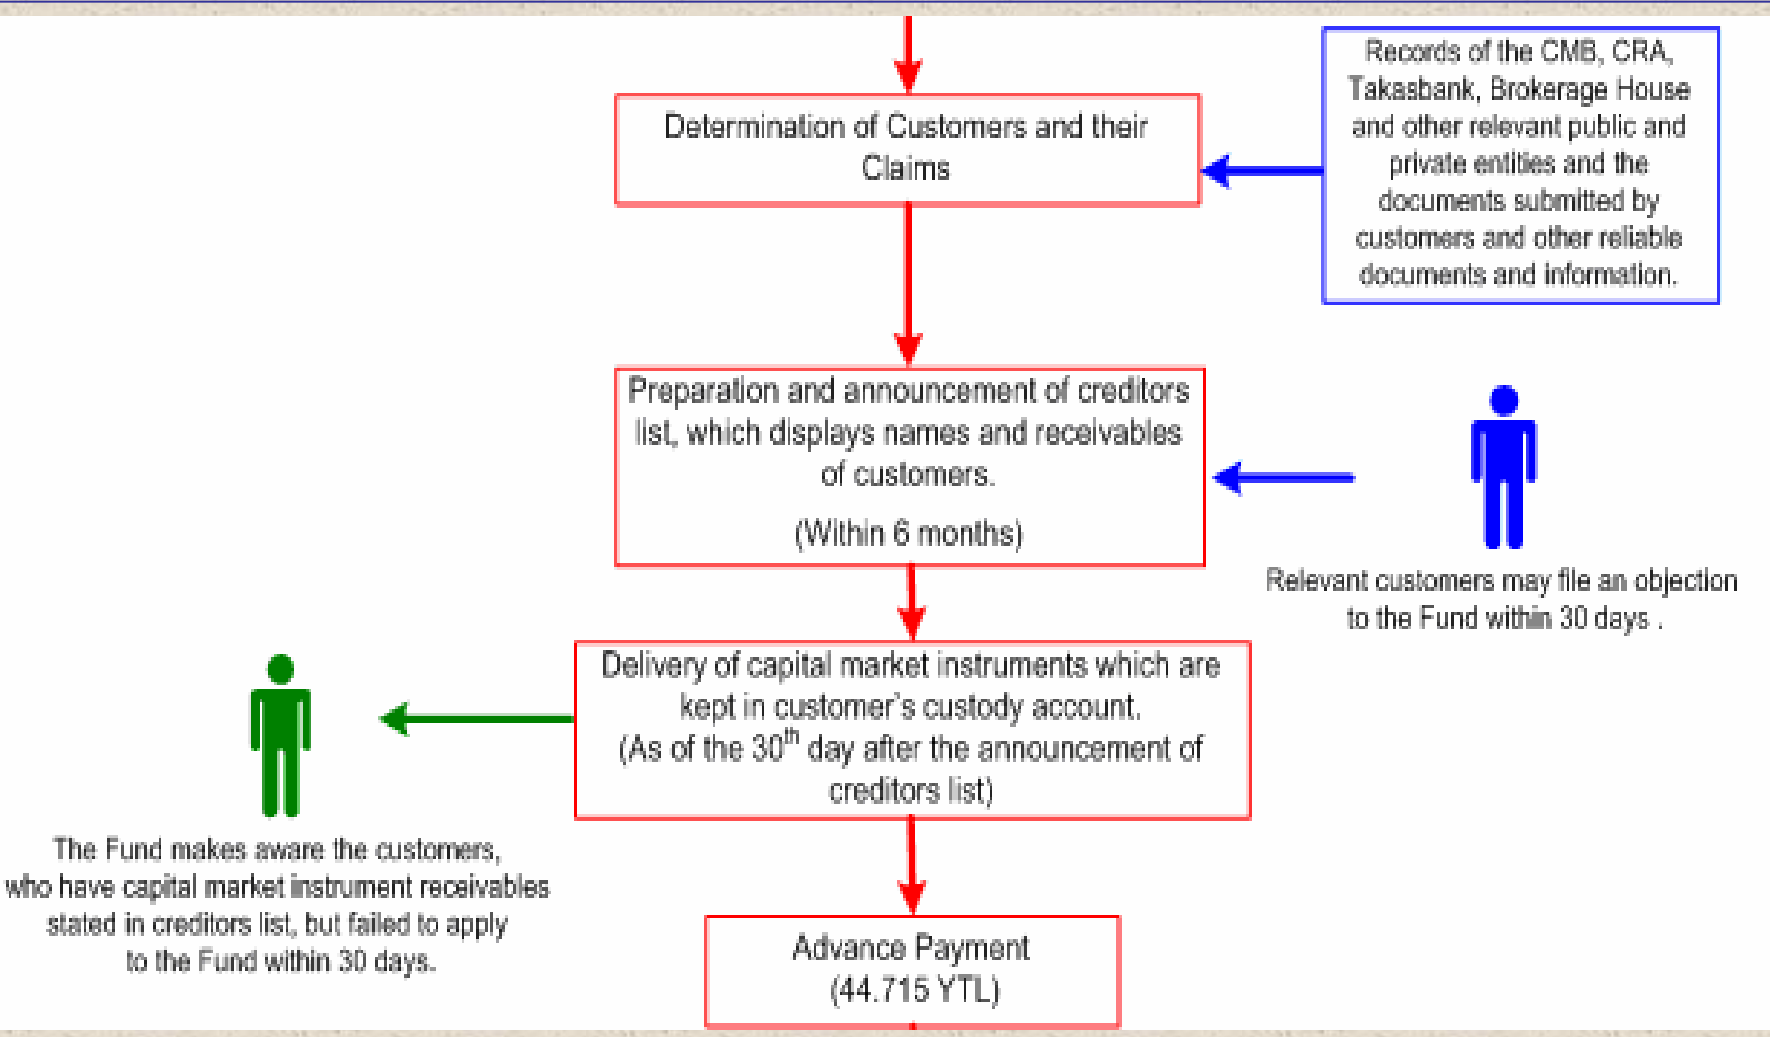 Records of the CMB, CRA,
Takasbank, Brokerage House
and other relevant public and
private entities and the
documents submitted by
customers and other reliable
documents and information.
Determination of Customers and their
Claims
Preparation and announcement of creditors
list, which displays names and receivables
of customers.
(Within 6 months)
Relevant customers may file an objection
to the Fund within 30 days .
Delivery of capital market instruments which are
kept in customer's custody account.
(As of the 30th day after the announcement of
creditors list)
The Fund makes aware the customers,
who have capital market instrument receivables
stated in creditors list, but failed to apply
to the Fund within 30 days.
Advance Payment
(44.715 YTL)